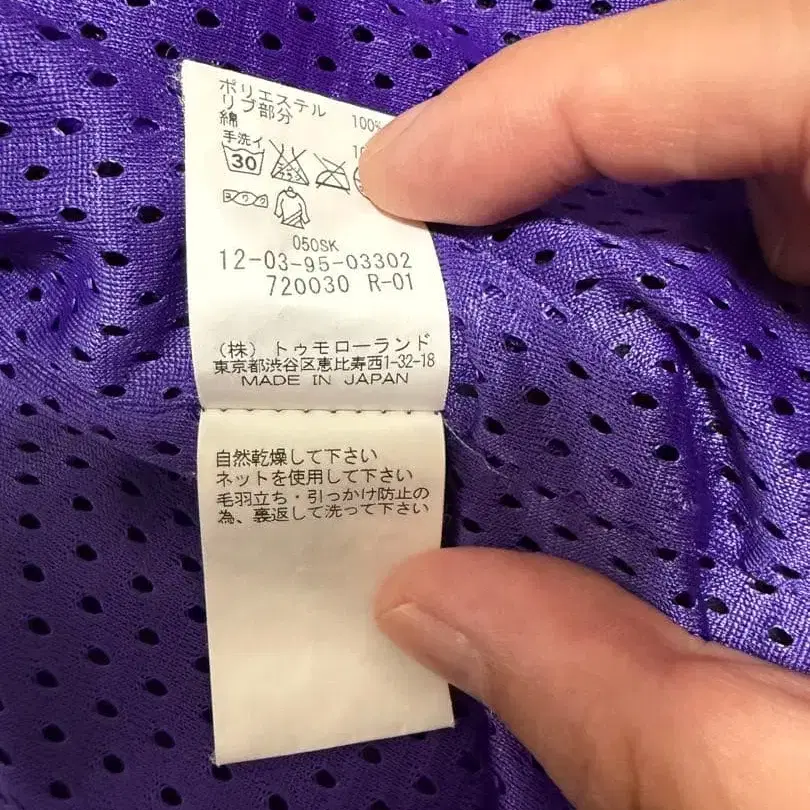 ポリエステル 100%
リブ部分
綿
手洗イ
30
050SK
12-03-95-03302
720030 R-01
(株) トゥモローランド
東京都渋谷区恵比寿西1-32-18
MADE IN JAPAN
自然乾燥して下さい
ネットを使用して下さい
毛羽立ち・引っかけ防止の
為、裏返して洗って下さい